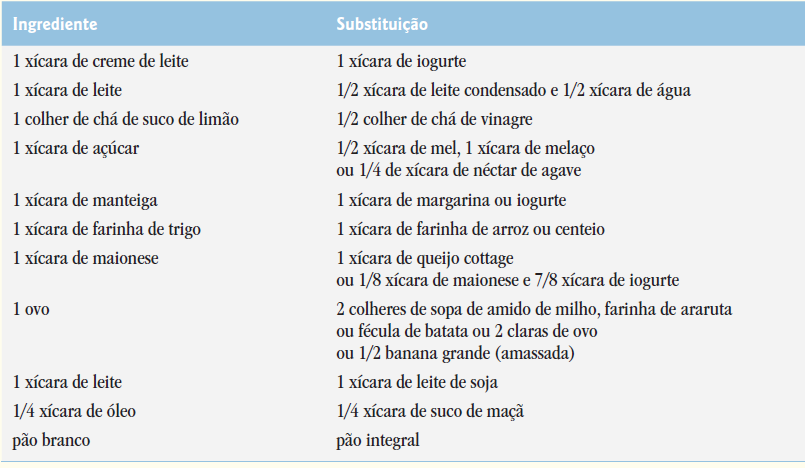 Ingrediente Substituição
1 xícara de creme de leite 1 xícara de iogurte
1 xícara de leite 1/2 xícara de leite condensado e 1/2 xícara de água
1 colher de chá de suco de limão 1/2 colher de chá de vinagre
1 xícara de açúcar 1/2 xícara de mel, 1 xícara de melaço
ou 1/4 de xícara de néctar de agave
1 xícara de manteiga 1 xícara de margarina ou iogurte
1 xícara de farinha de trigo 1 xícara de farinha de arroz ou centeio
1 xícara de maionese 1 xícara de queijo cottage
ou 1/8 xícara de maionese e 7/8 xícara de iogurte
1 ovo 2 colheres de sopa de amido de milho, farinha de araruta
ou fécula de batata ou 2 claras de ovo
ou 1/2 banana grande (amassada)
1 xícara de leite 1 xícara de leite de soja
1/4 xícara de óleo 1/4 xícara de suco de maçã
pão branco pão integral